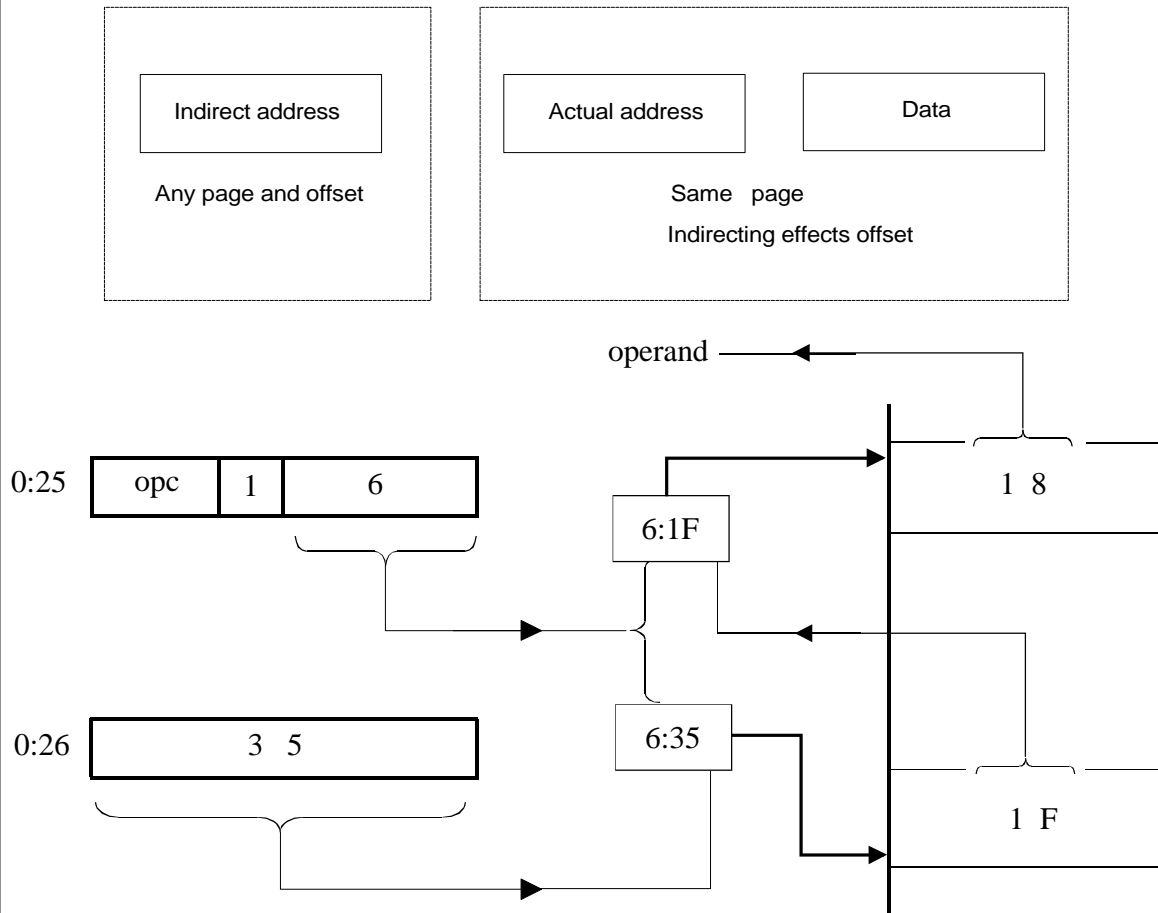 Indirect address
Actual address
Data
Any page and offset
Same page
Indirecting effects offset
operand
0:25
opc
1
6
6:1F
1 8
0:26
3 5
6:35
1 F